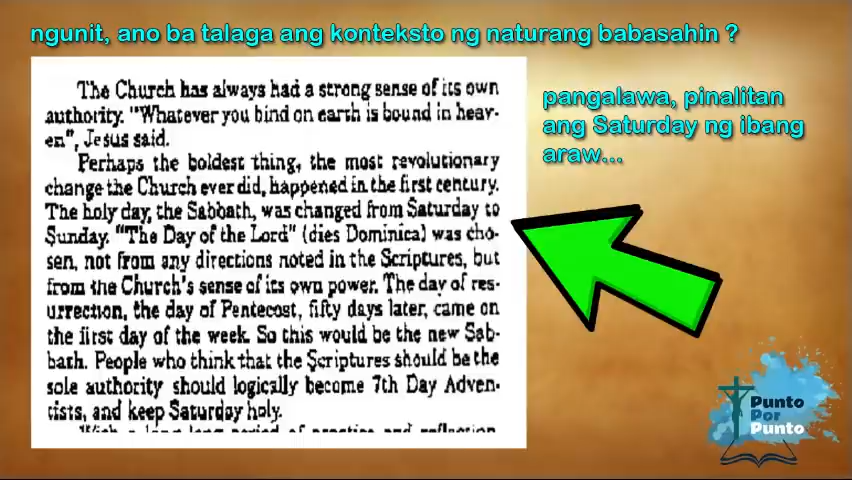 ngunit, ano ba talaga ang konteksto ng naturang babasahin ?
The Church has always had a strong sense of its own
authority. "Whatever you bind on earth is bound in heav-
en", Jesus said.
Perhaps the boldest thing, the most revolutionary
change the Church ever did, happened in the first century.
The holy day, the Sabbath, was changed from Saturday to
Sunday. "The Day of the Lord" (dies Dominica) was cho-
sen, not from any directions noted in the Scriptures, but
from the Church's sense of its own power. The day of res-
urrection, the day of Pentecost, fifty days later, came on
the first day of the week. So this would be the new Sab-
bath. People who think that the Scriptures should be the
sole authority should logically become 7th Day Adven-
tists, and keep Saturday holy.
pangalawa, pinalitan
ang Saturday ng ibang
araw...
Punto
Por
Punto